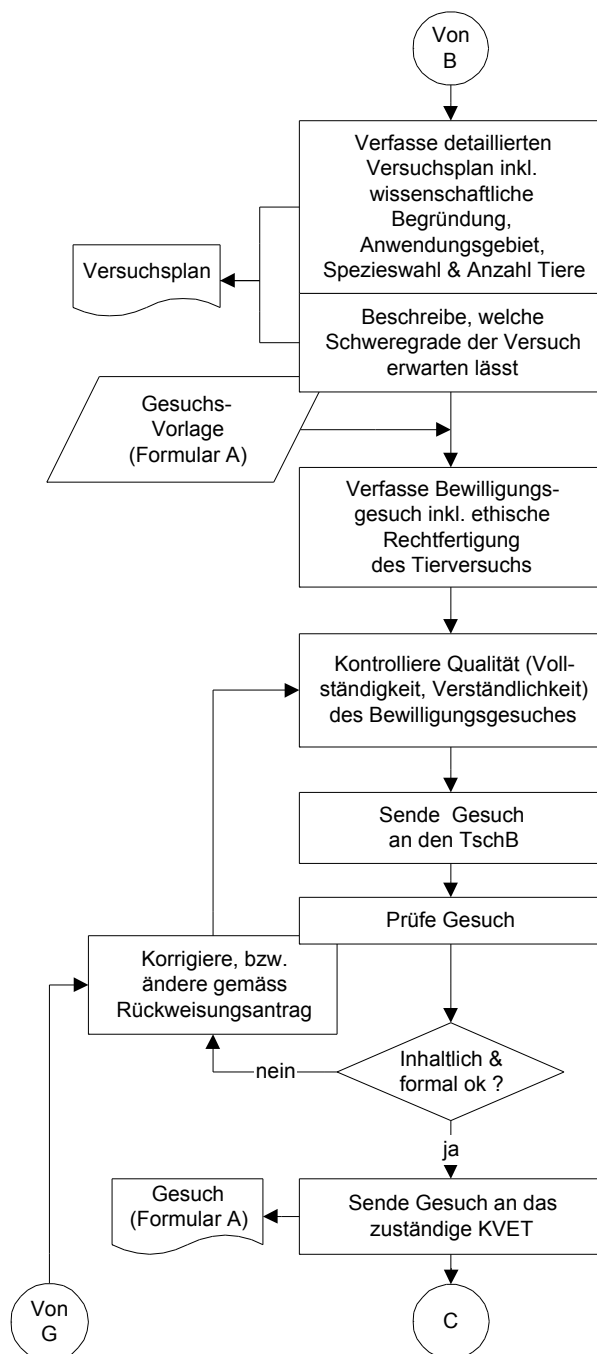 Von
B
Verfasse detaillierten
Versuchsplan inkl.
wissenschaftliche
Begründung,
Anwendungsgebiet,
Spezieswahl & Anzahl Tiere
Versuchsplan
Beschreibe, welche
Schweregrade der Versuch
erwarten lässt
Gesuchs-
Vorlage
(Formular A)
Verfasse Bewilligungs-
gesuch inkl. ethische
Rechtfertigung
des Tierversuchs
Kontrolliere Qualität (Voll-
ständigkeit, Verständlichkeit)
des Bewilligungsgesuches
Sende Gesuch
an den TschB
Prüfe Gesuch
Korrigiere, bzw.
ändere gemäss
Rückweisungsantrag
Inhaltlich &
formal ok ?
nein
ja
Gesuch
(Formular A)
Sende Gesuch an das
zuständige KVET
Von
G
C